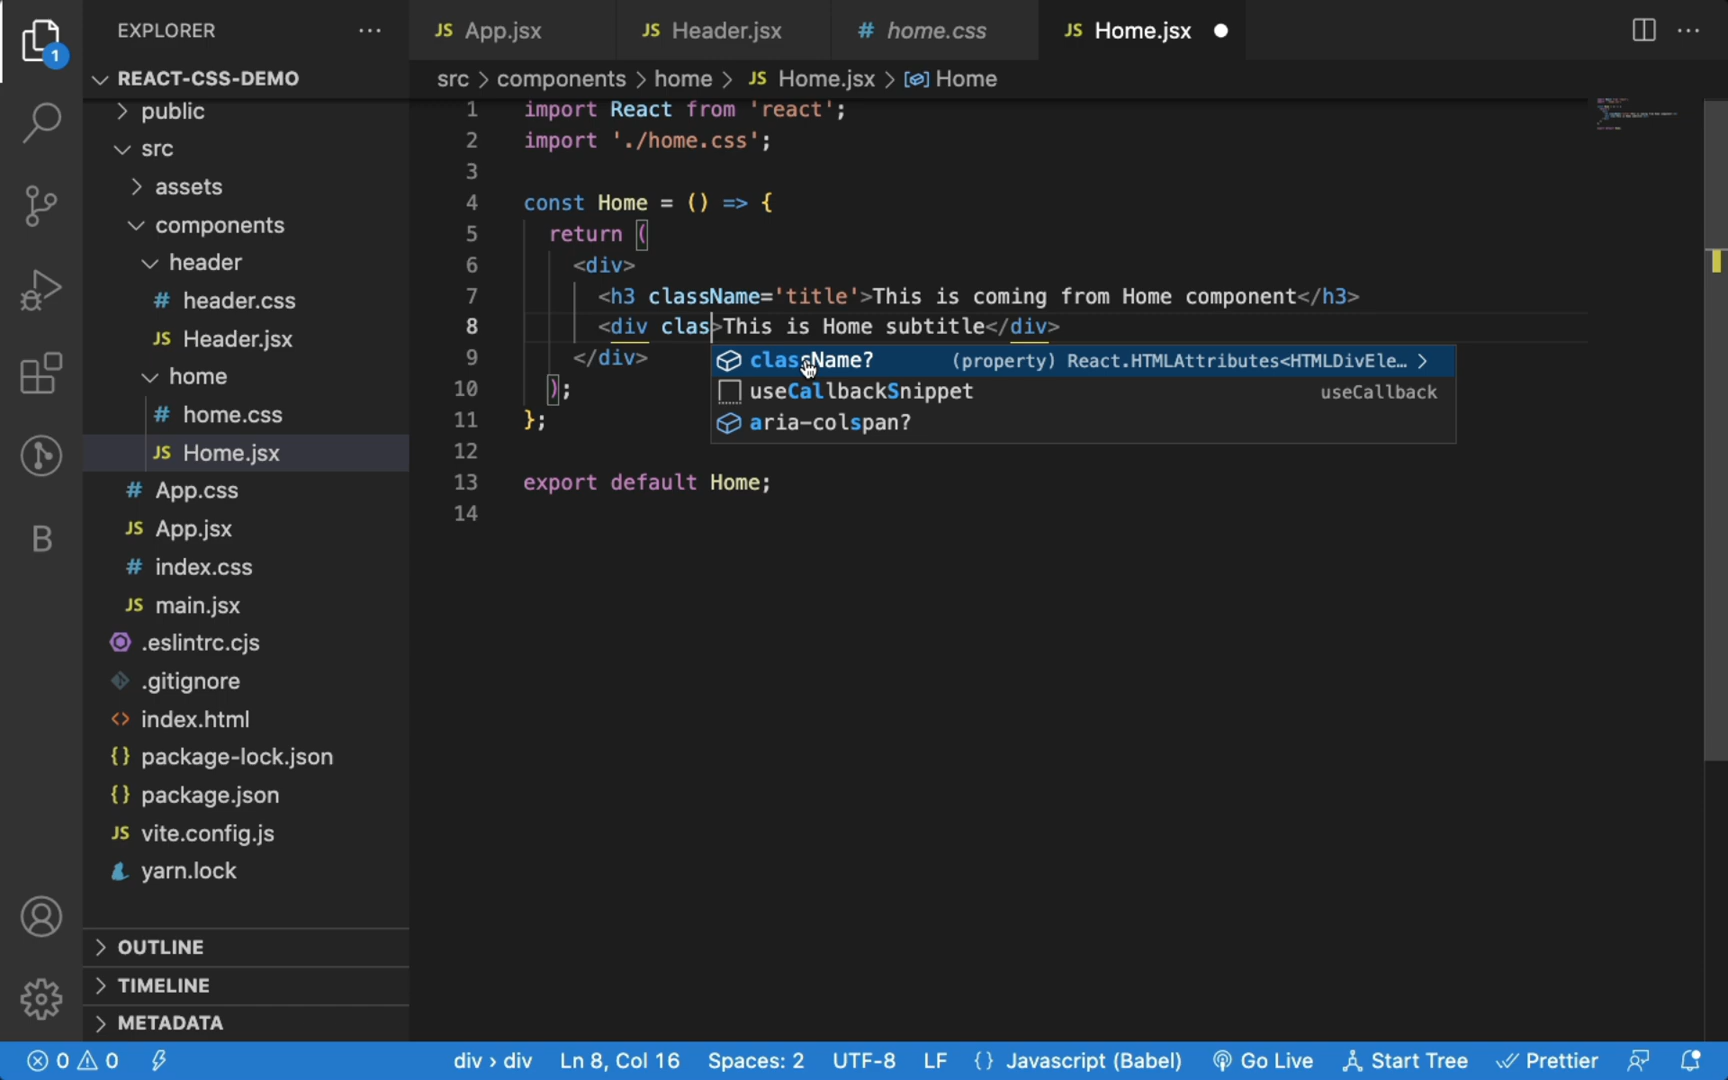 EXPLORER ···
App.jsx
Header.jsx
home.css
Home.jsx
REACT-CSS-DEMO
src > components > home > JS Home.jsx > Home
1
public
src
assets
components
header
# header.css
JS Header.jsx
home
# home.css
JS Home.jsx
# App.css
JS App.jsx
# index.css
JS main.jsx
.eslintrc.cjs
.gitignore
<> index.html
{} package-lock.json
{} package.json
JS vite.config.js
yarn.lock
OUTLINE
TIMELINE
METADATA
1 import React from 'react';
2 import './home.css';
3
4 const Home = () => {
5 return (
6 <div>
7 <h3 className='title'>This is coming from Home component</h3>
8 <div clas>This is Home subtitle</div>
9 </div>
10 );
11 };
12
13 export default Home;
14
className? (property) React.HTMLAttributes<HTMLDivEle…
useCallbackSnippet useCallback
aria-colspan?
B
0 0 div › div Ln 8, Col 16 Spaces: 2 UTF-8 LF {} Javascript (Babel) Go Live Start Tree Prettier